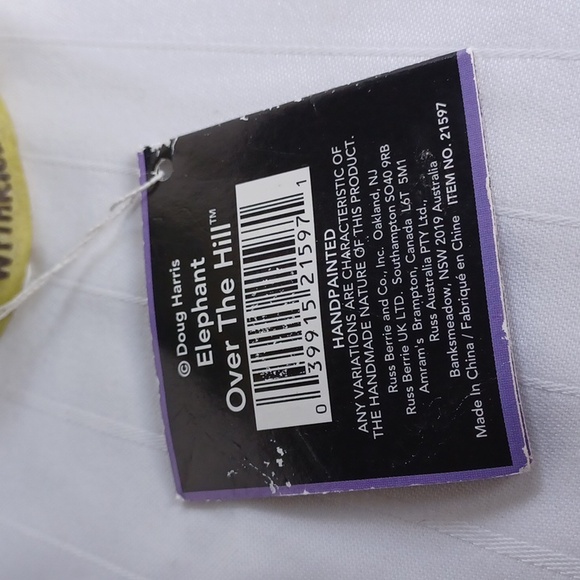 © Doug Harris
Elephant
Over The Hill™
0 39915 21597 1
HANDPAINTED
ANY VARIATIONS ARE CHARACTERISTIC OF
THE HANDMADE NATURE OF THIS PRODUCT.
Russ Berrie and Co., Inc. Oakland, NJ
Russ Berrie UK LTD. Southampton SO40 9RB
Amram's Brampton, Canada L6T 5M1
Russ Australia PTY Ltd.,
Banksmeadow, NSW 2019 Australia
Made In China / Fabriqué en Chine ITEM NO. 21597